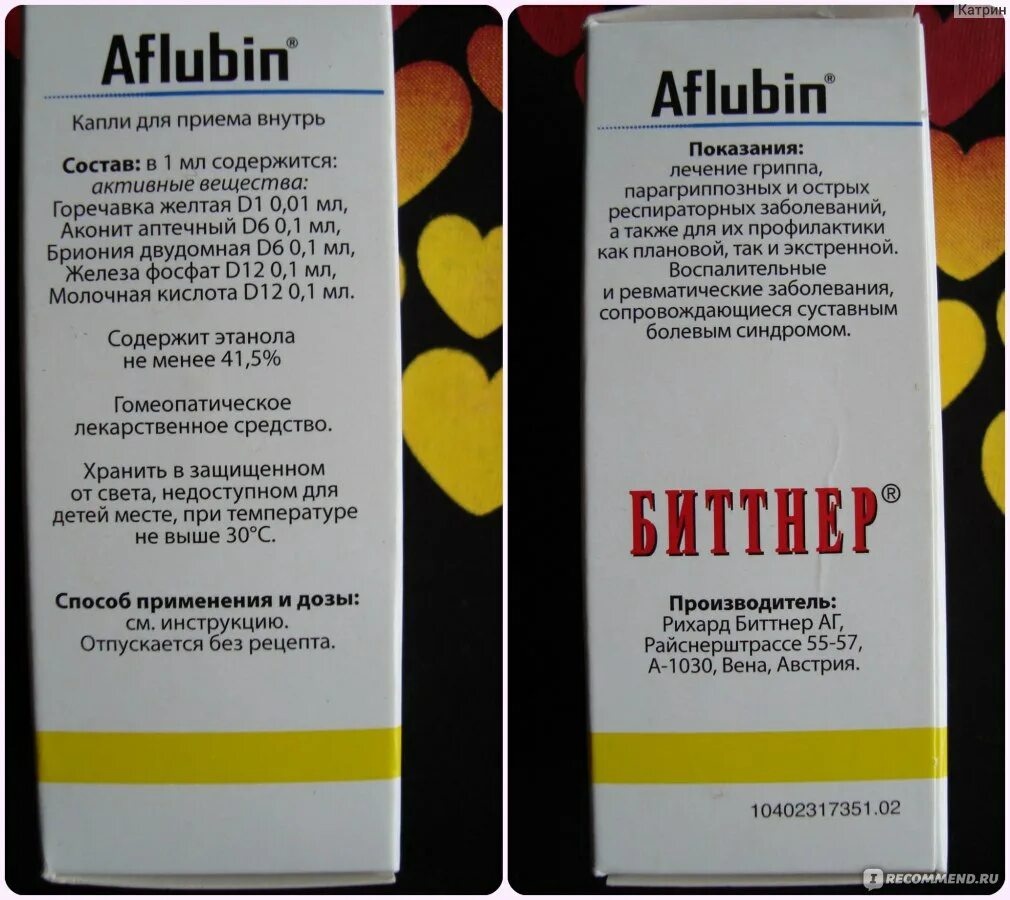 Aflubin®
Капли для приема внутрь
Состав: в 1 мл содержится:
активные вещества:
Горечавка желтая D1 0,01 мл,
Аконит аптечный D6 0,1 мл,
Бриония двудомная D6 0,1 мл,
Железа фосфат D12 0,1 мл,
Молочная кислота D12 0,1 мл.
Содержит этанола
не менее 41,5%
Гомеопатическое
лекарственное средство.
Хранить в защищенном
от света, недоступном для
детей месте, при температуре
не выше 30°С.
Способ применения и дозы:
см. инструкцию.
Отпускается без рецепта.
Катрин
Aflubin®
Показания:
лечение гриппа,
парагриппозных и острых
респираторных заболеваний,
а также для их профилактики
как плановой, так и экстренной.
Воспалительные
и ревматические заболевания,
сопровождающиеся суставным
болевым синдромом.
БИТТНЕР®
Производитель:
Рихард Биттнер АГ,
Райснерштрассе 55-57,
А-1030, Вена, Австрия.
10402317351.02
IRECOMMEND.RU